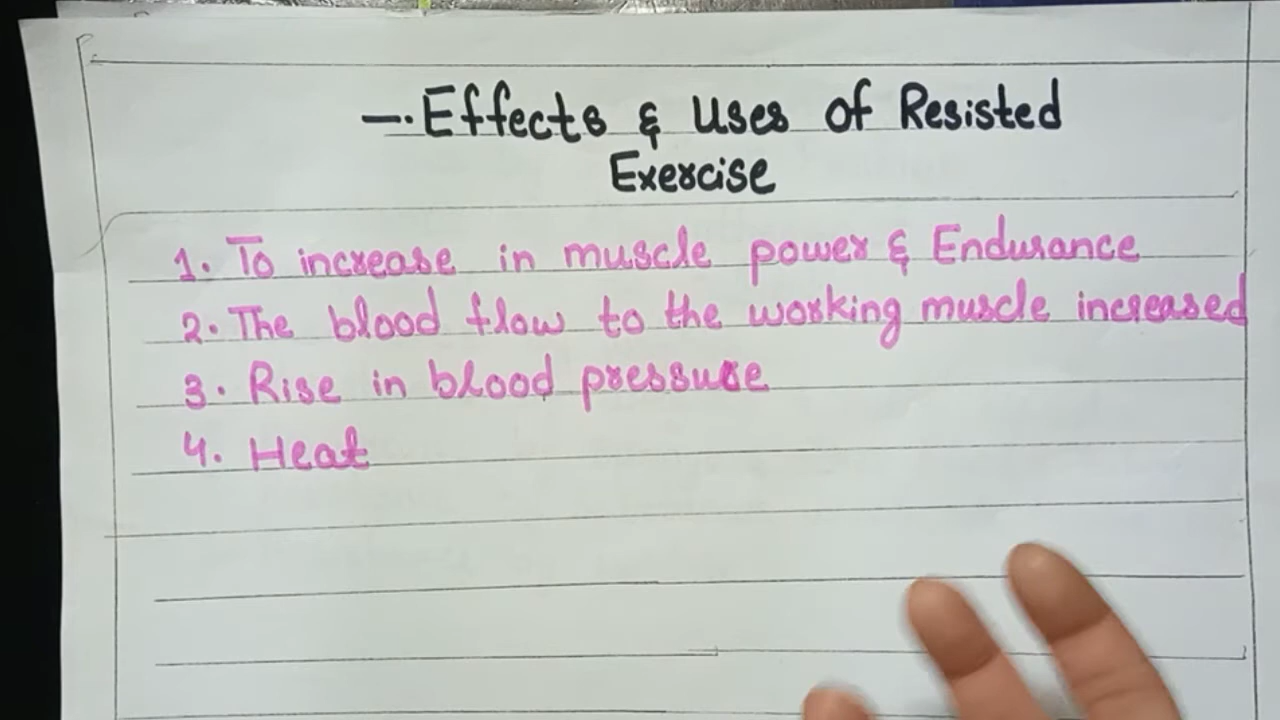 —. Effects & Uses of Resisted
Exercise
1. To increase in muscle power & Endurance
2. The blood flow to the working muscle increased
3. Rise in blood pressure
4. Heat